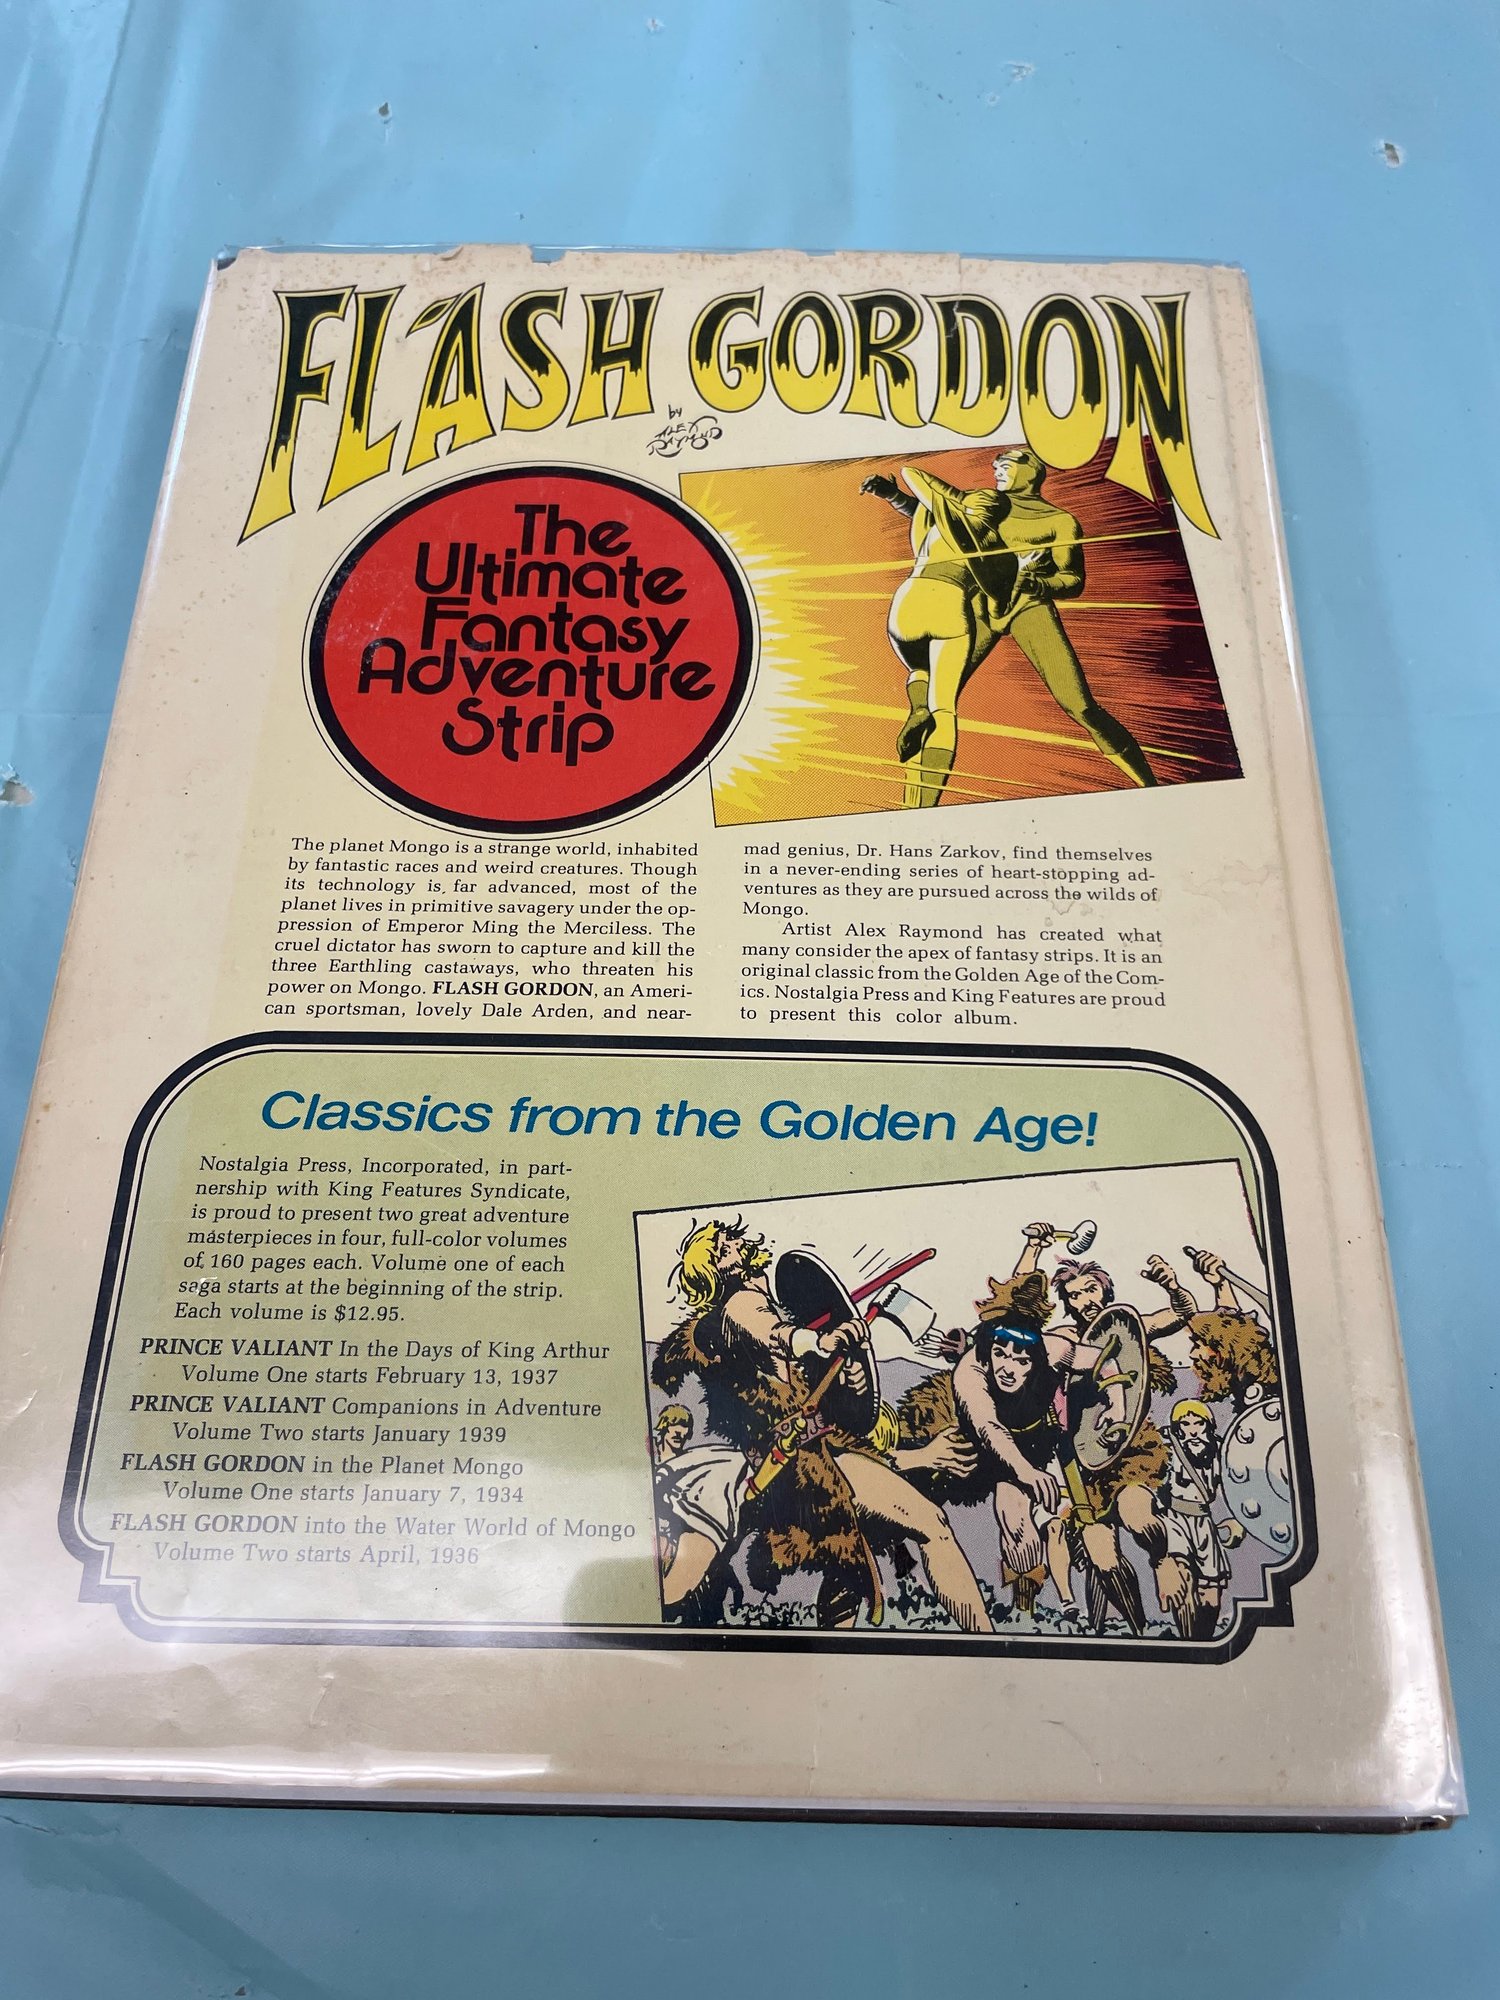 FLASH GORDON
by
ALEX
RAYMOND
The
Ultimate
Fantasy
Adventure
Strip
The planet Mongo is a strange world, inhabited
by fantastic races and weird creatures. Though
its technology is far advanced, most of the
planet lives in primitive savagery under the op-
pression of Emperor Ming the Merciless. The
cruel dictator has sworn to capture and kill the
three Earthling castaways, who threaten his
power on Mongo. FLASH GORDON, an Ameri-
can sportsman, lovely Dale Arden, and near-
mad genius, Dr. Hans Zarkov, find themselves
in a never-ending series of heart-stopping ad-
ventures as they are pursued across the wilds of
Mongo.
Artist Alex Raymond has created what
many consider the apex of fantasy strips. It is an
original classic from the Golden Age of the Com-
ics. Nostalgia Press and King Features are proud
to present this color album.
Classics from the Golden Age!
Nostalgia Press, Incorporated, in part-
nership with King Features Syndicate,
is proud to present two great adventure
masterpieces in four, full-color volumes
of 160 pages each. Volume one of each
saga starts at the beginning of the strip.
Each volume is $12.95.
PRINCE VALIANT In the Days of King Arthur
Volume One starts February 13, 1937
PRINCE VALIANT Companions in Adventure
Volume Two starts January 1939
FLASH GORDON in the Planet Mongo
Volume One starts January 7, 1934
FLASH GORDON into the Water World of Mongo
Volume Two starts April, 1936